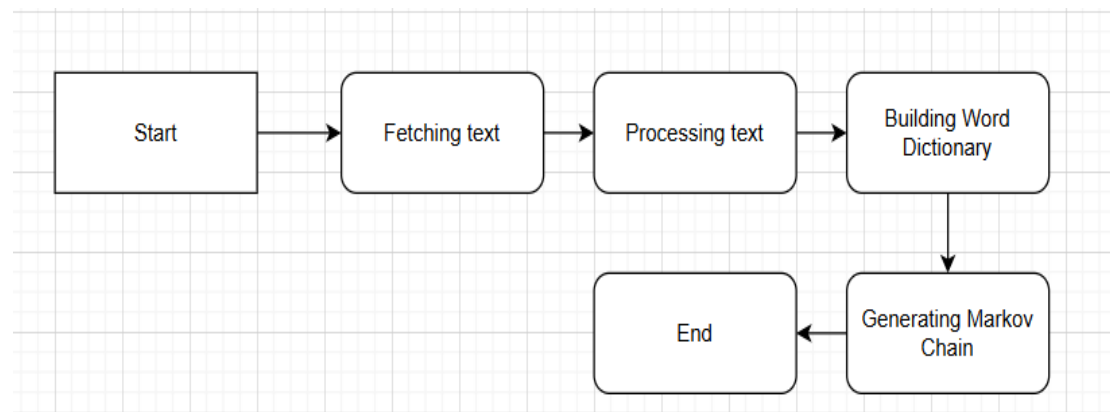 Start
Fetching text
Processing text
Building Word
Dictionary
Generating Markov
Chain
End